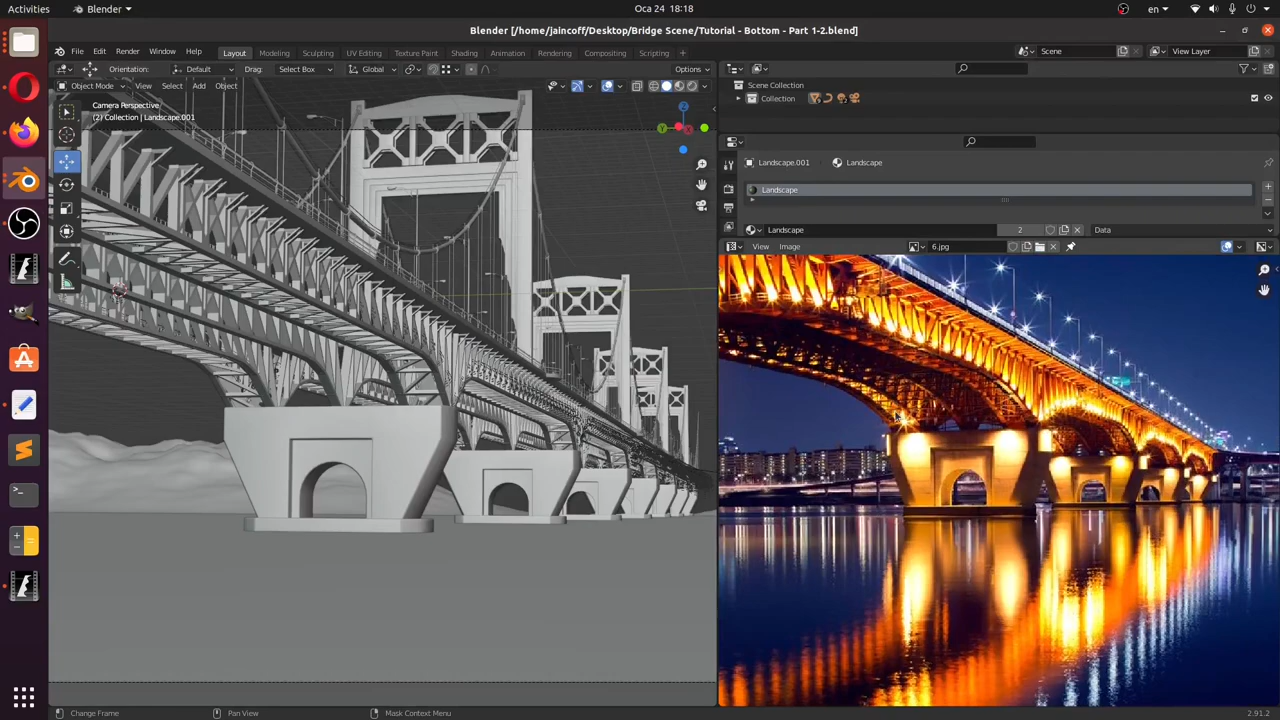 Activities
Blender
Oca 24 18:18
en
Blender [/home/jaincoff/Desktop/Bridge Scene/Tutorial - Bottom - Part 1-2.blend]
File Edit Render Window Help
Layout Modeling Sculpting UV Editing Texture Paint Shading Animation Rendering Compositing Scripting +
Scene
View Layer
Orientation: Default Drag: Select Box Global Options
Object Mode View Select Add Object
Camera Perspective
(2) Collection | Landscape.001
Z
Y
X
Scene Collection
Collection
Landscape.001 Landscape
Landscape
Landscape 2 Data
View Image 6.jpg
Change Frame Pan View Mask Context Menu 2.91.2